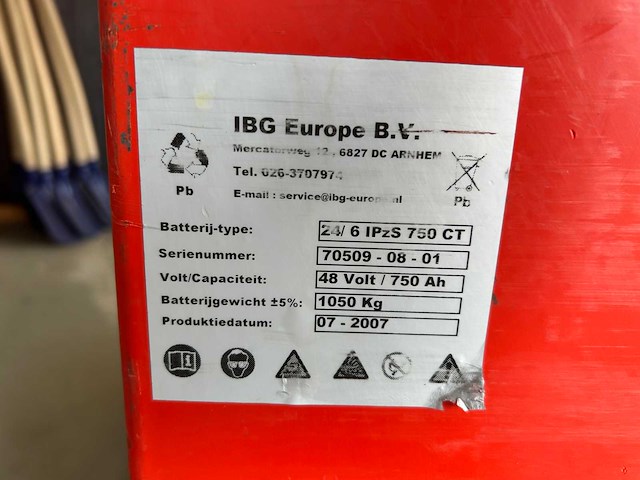 IBG Europe B.V.
Mercatorweg 12, 6827 DC ARNHEM
Tel. 026-3707974
E-mail : service@ibg-europe.nl
Pb
Pb
Batterij-type: 24/ 6 IPzS 750 CT
Serienummer: 70509 - 08 - 01
Volt/Capaciteit: 48 Volt / 750 Ah
Batterijgewicht ±5%: 1050 Kg
Produktiedatum: 07 - 2007